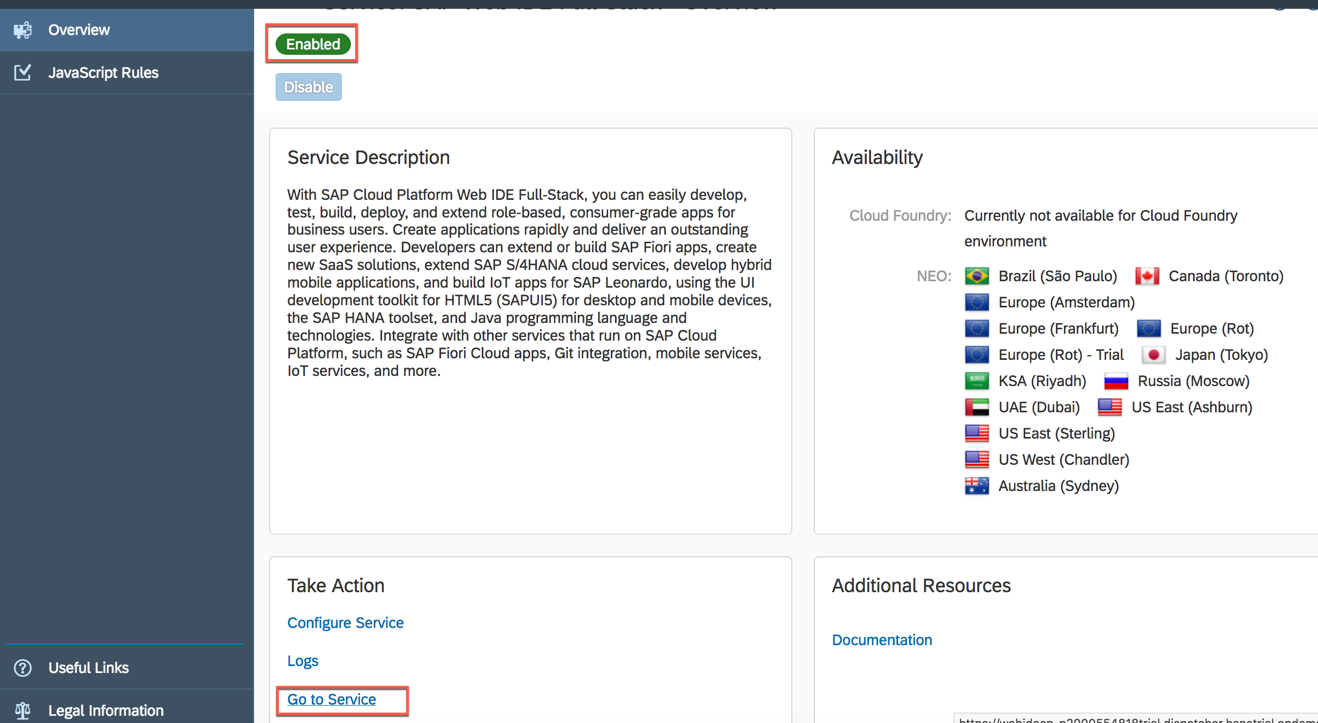 Service: SAP Web IDE Full-Stack - Overview
Overview
JavaScript Rules
Enabled
Disable
Service Description
With SAP Cloud Platform Web IDE Full-Stack, you can easily develop,
test, build, deploy, and extend role-based, consumer-grade apps for
business users. Create applications rapidly and deliver an outstanding
user experience. Developers can extend or build SAP Fiori apps, create
new SaaS solutions, extend SAP S/4HANA cloud services, develop hybrid
mobile applications, and build IoT apps for SAP Leonardo, using the UI
development toolkit for HTML5 (SAPUI5) for desktop and mobile devices,
the SAP HANA toolset, and Java programming language and
technologies. Integrate with other services that run on SAP Cloud
Platform, such as SAP Fiori Cloud apps, Git integration, mobile services,
IoT services, and more.
Availability
Cloud Foundry: Currently not available for Cloud Foundry
environment
NEO: Brazil (São Paulo) Canada (Toronto)
Europe (Amsterdam)
Europe (Frankfurt) Europe (Rot)
Europe (Rot) - Trial Japan (Tokyo)
KSA (Riyadh) Russia (Moscow)
UAE (Dubai) US East (Ashburn)
US East (Sterling)
US West (Chandler)
Australia (Sydney)
Take Action
Configure Service
Logs
Go to Service
Additional Resources
Documentation
Useful Links
Legal Information